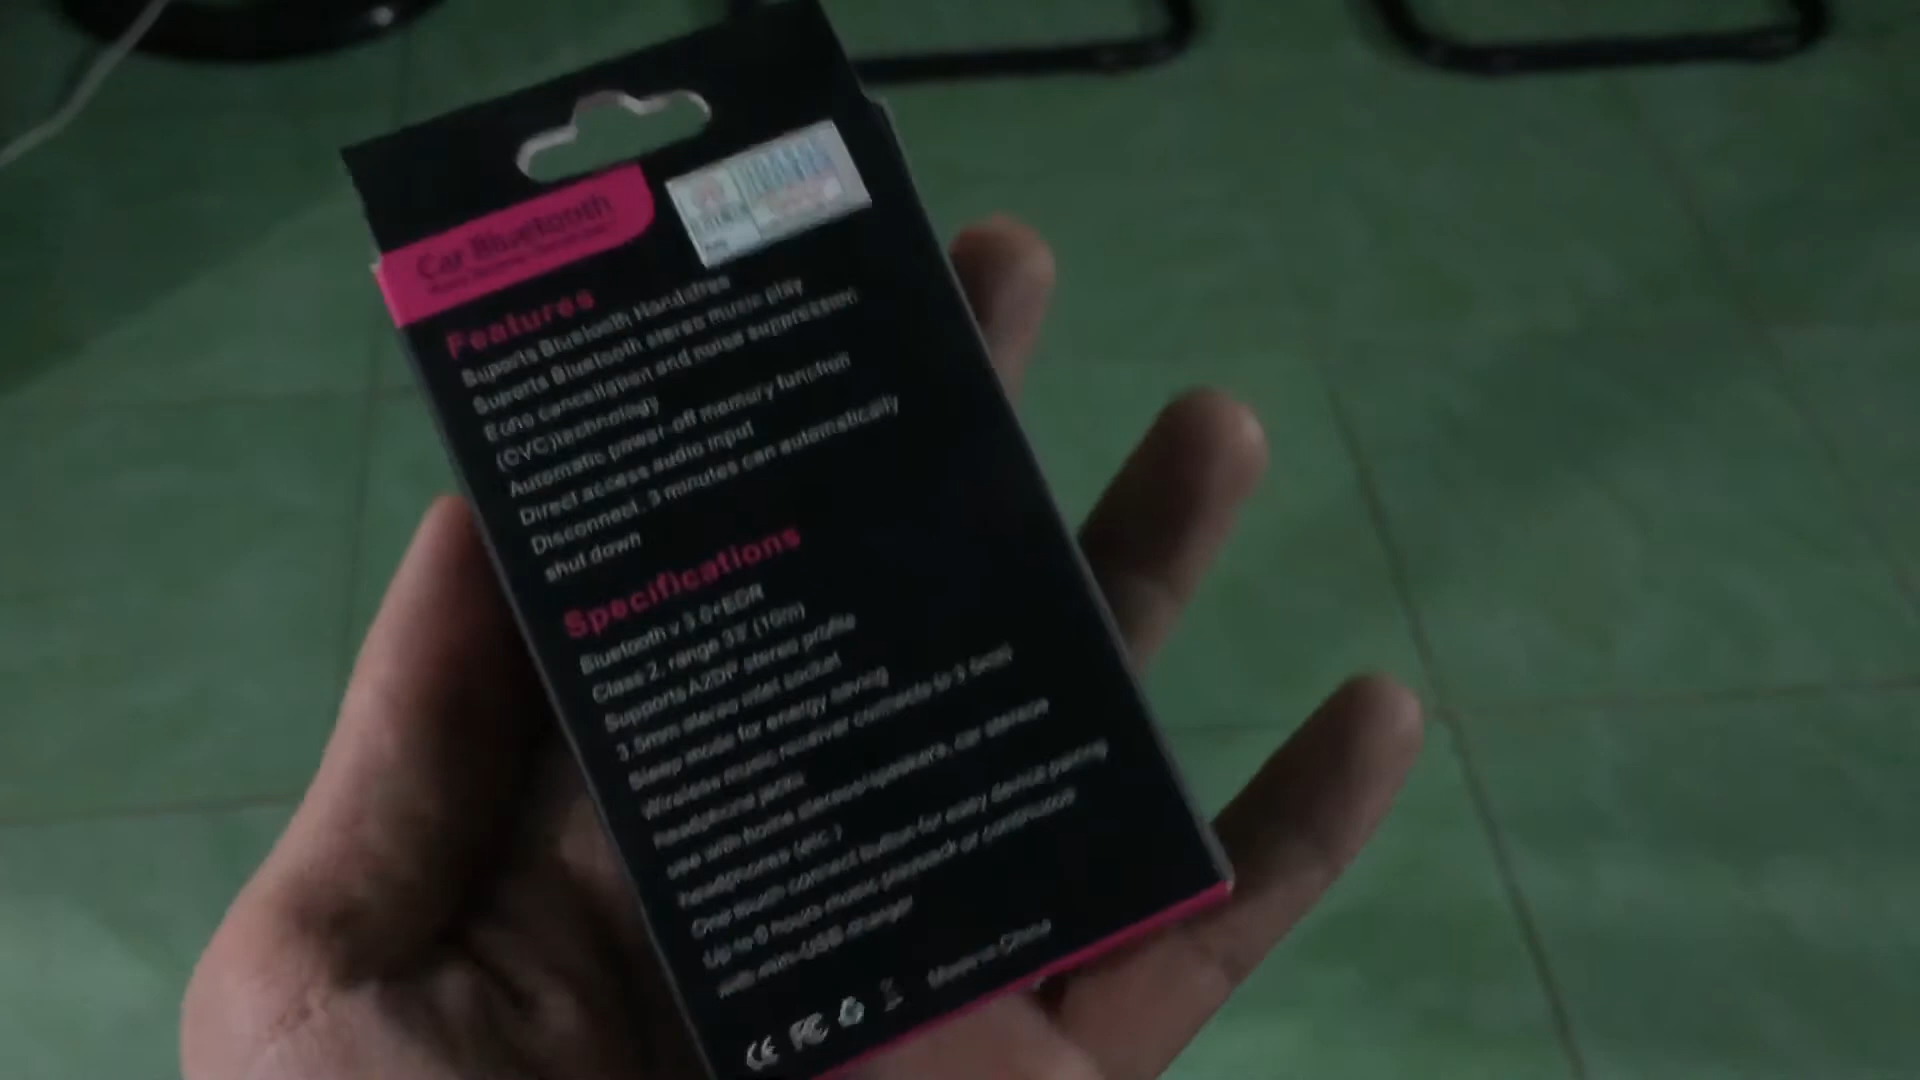 Car Bluetooth
Features
Suports Bluetooth Handsfree
Suports Bluetooth stereo music play
Echo cancellation and noise suppression
(CVC)technology
Automatic power-off memory function
Direct access audio input
Disconnect, 3 minutes can automatically
shut down
Specifications
Bluetooth v 3.0+EDR
Class 2, range 33' (10m)
Supports A2DP stereo profile
3.5mm stereo intel socket
Sleep mode for energy saving
Wireless music receiver connects to 3.5mm
headphone jacks
use with home stereos/speakers, car stereos
headphones (etc.)
One touch connect button for easy device pairing
Up to 8 hours music playback or continuous
with mini-USB charger
Made in China
CE FC